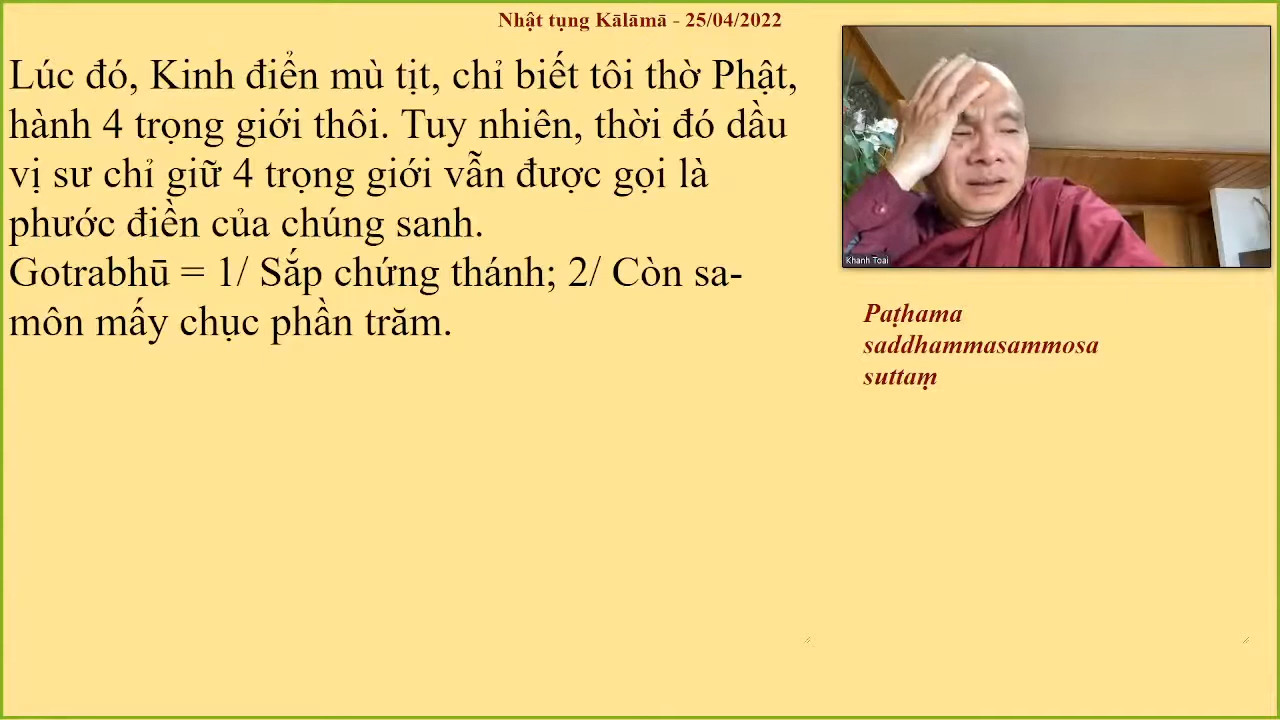 Nhật tụng Kālāmā - 25/04/2022
Lúc đó, Kinh điển mù tịt, chỉ biết tôi thờ Phật,
hành 4 trọng giới thôi. Tuy nhiên, thời đó dầu
vị sư chỉ giữ 4 trọng giới vẫn được gọi là
phước điền của chúng sanh.
Gotrabhū = 1/ Sắp chứng thánh; 2/ Còn sa-
môn mấy chục phần trăm.
Khanh Toai
Paṭhama
saddhammasammosa
suttaṃ